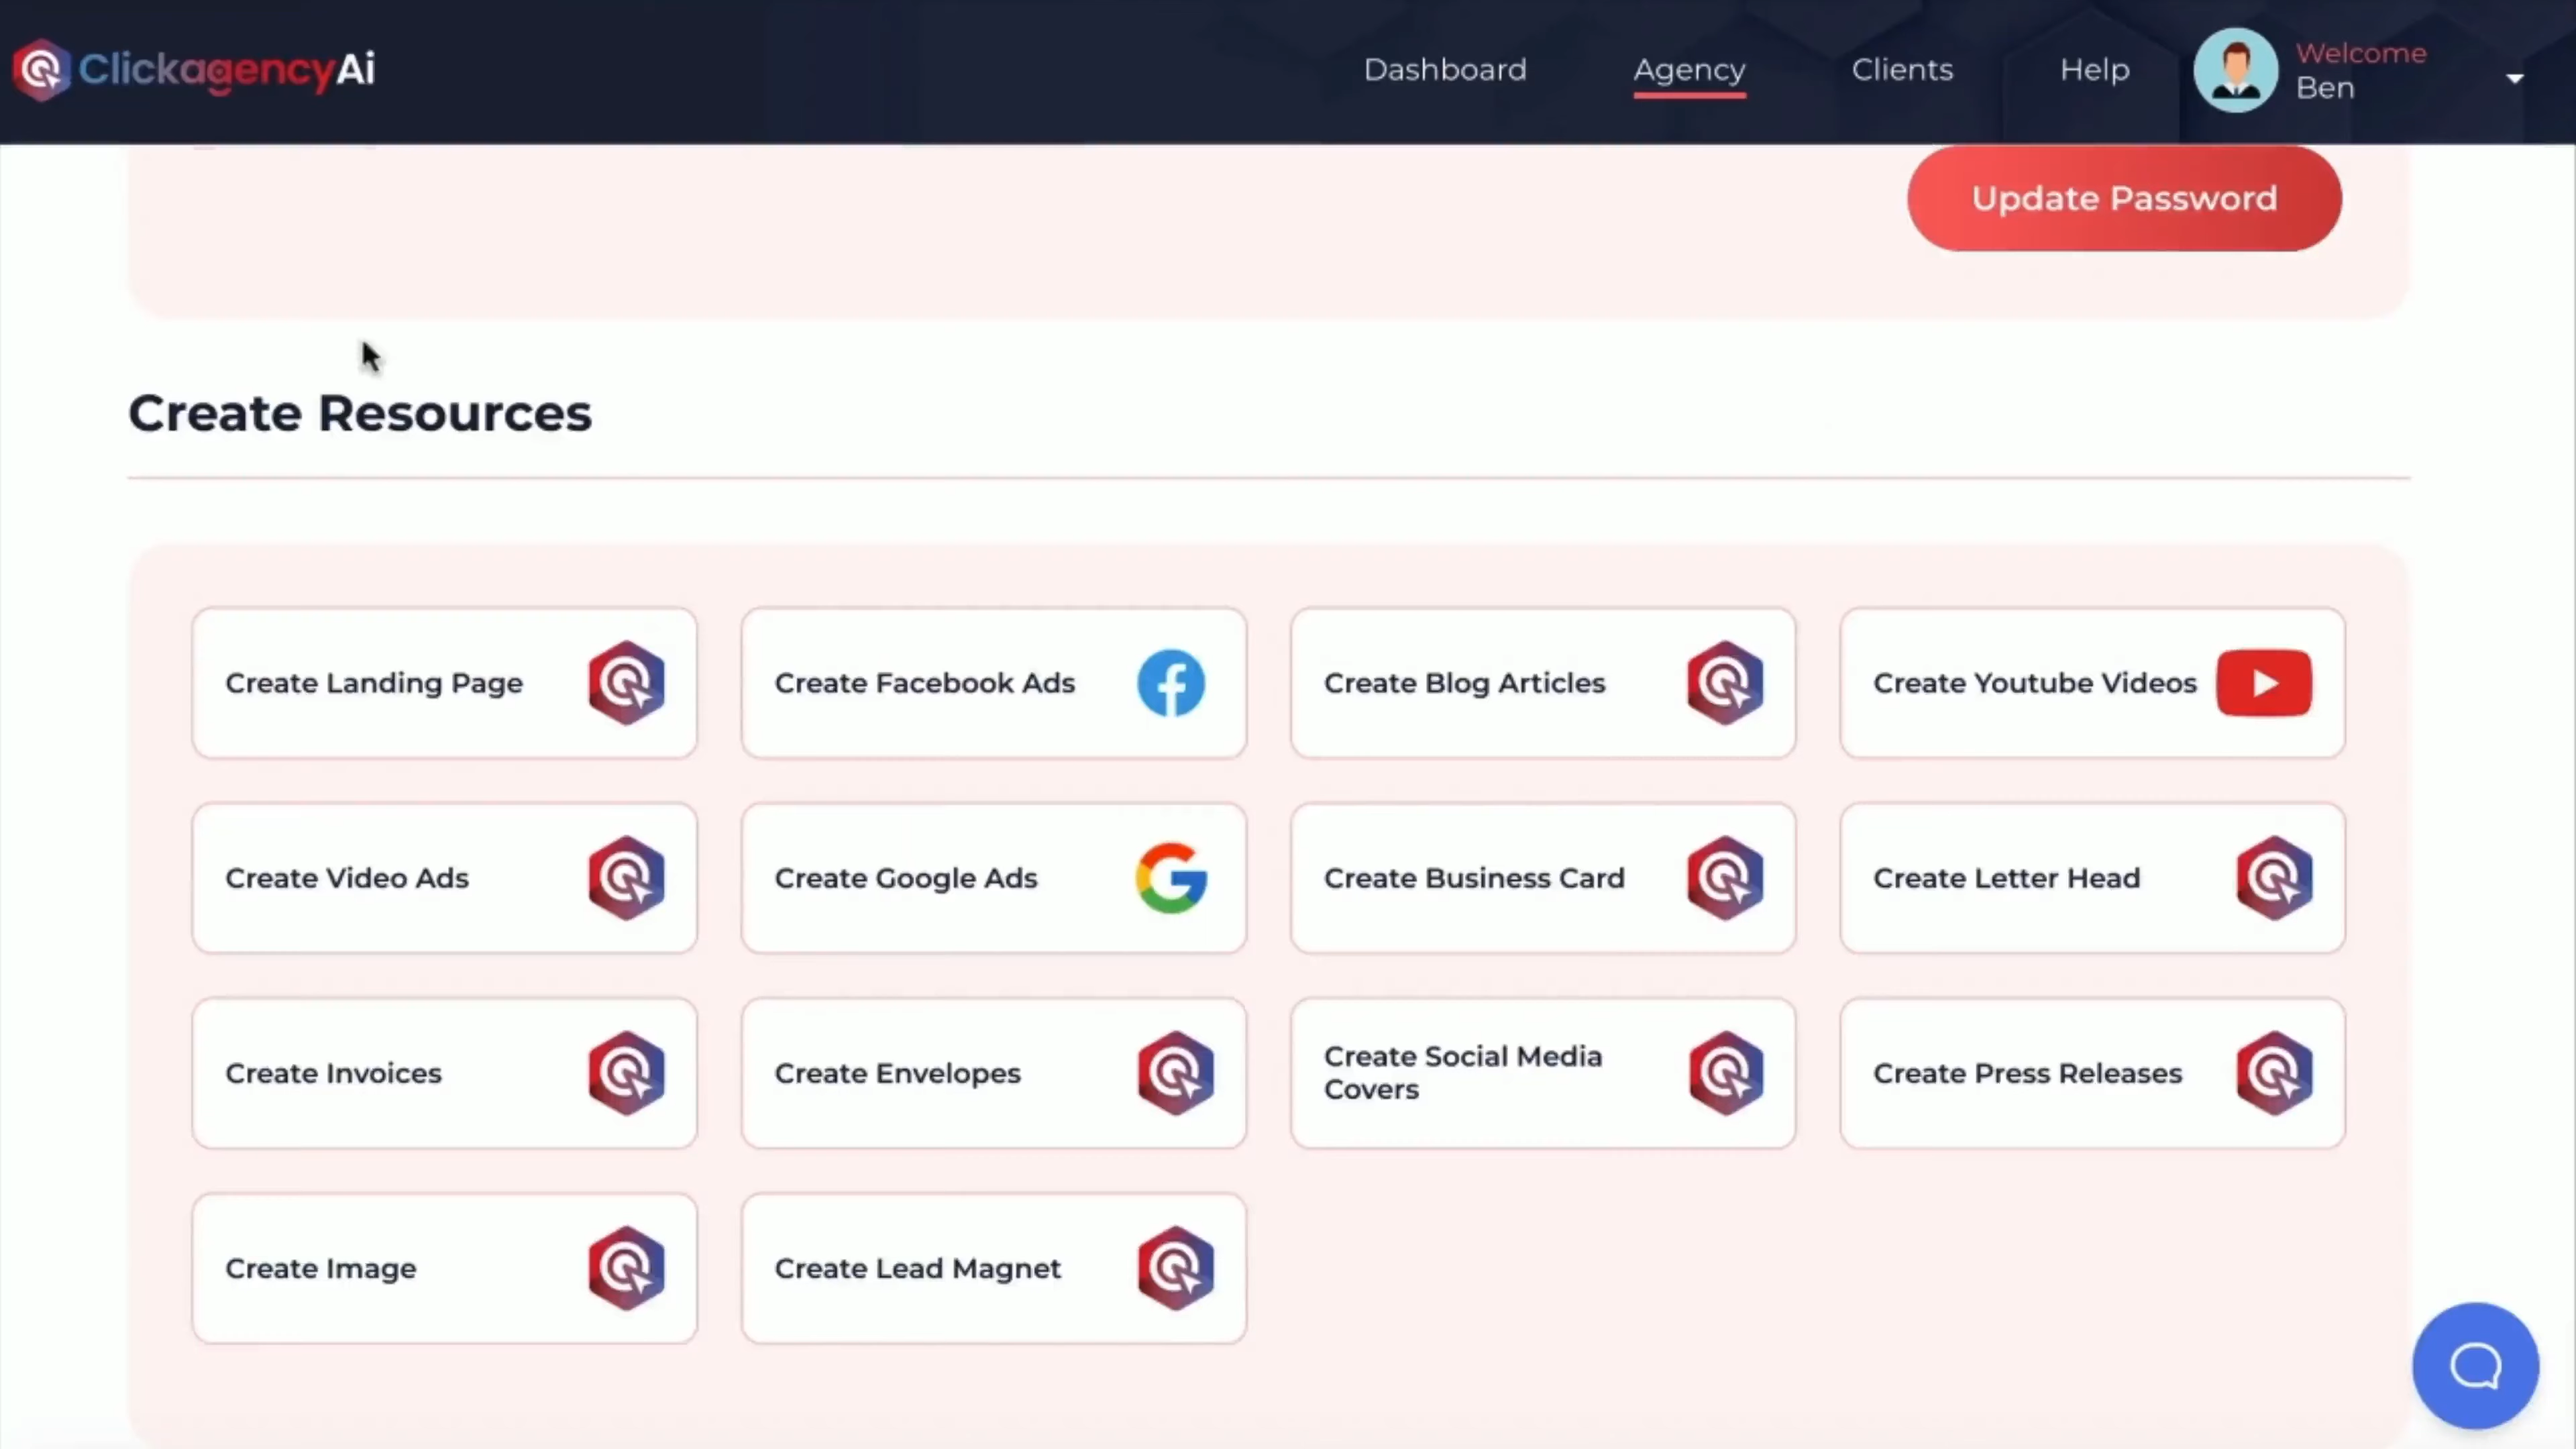 ClickagencyAi
Dashboard
Agency
Clients
Help
Welcome
Ben
Update Password
Create Resources
Create Landing Page
Create Facebook Ads
Create Blog Articles
Create Youtube Videos
Create Video Ads
Create Google Ads
Create Business Card
Create Letter Head
Create Invoices
Create Envelopes
Create Social Media
Covers
Create Press Releases
Create Image
Create Lead Magnet